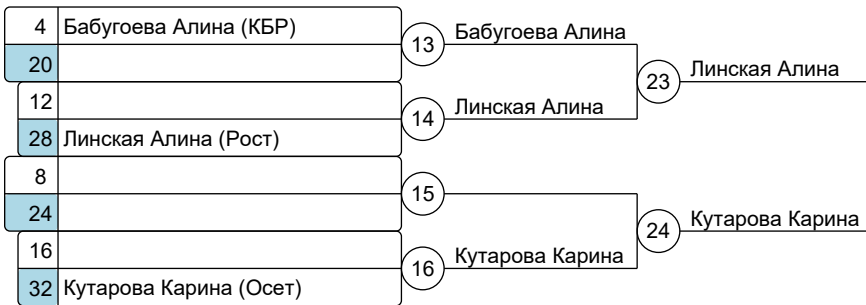 4 Бабугоева Алина (КБР)
20
13 Бабугоева Алина
12
28 Линская Алина (Рост)
14 Линская Алина
23 Линская Алина
8
24
15
16
32 Кутарова Карина (Осет)
16 Кутарова Карина
24 Кутарова Карина